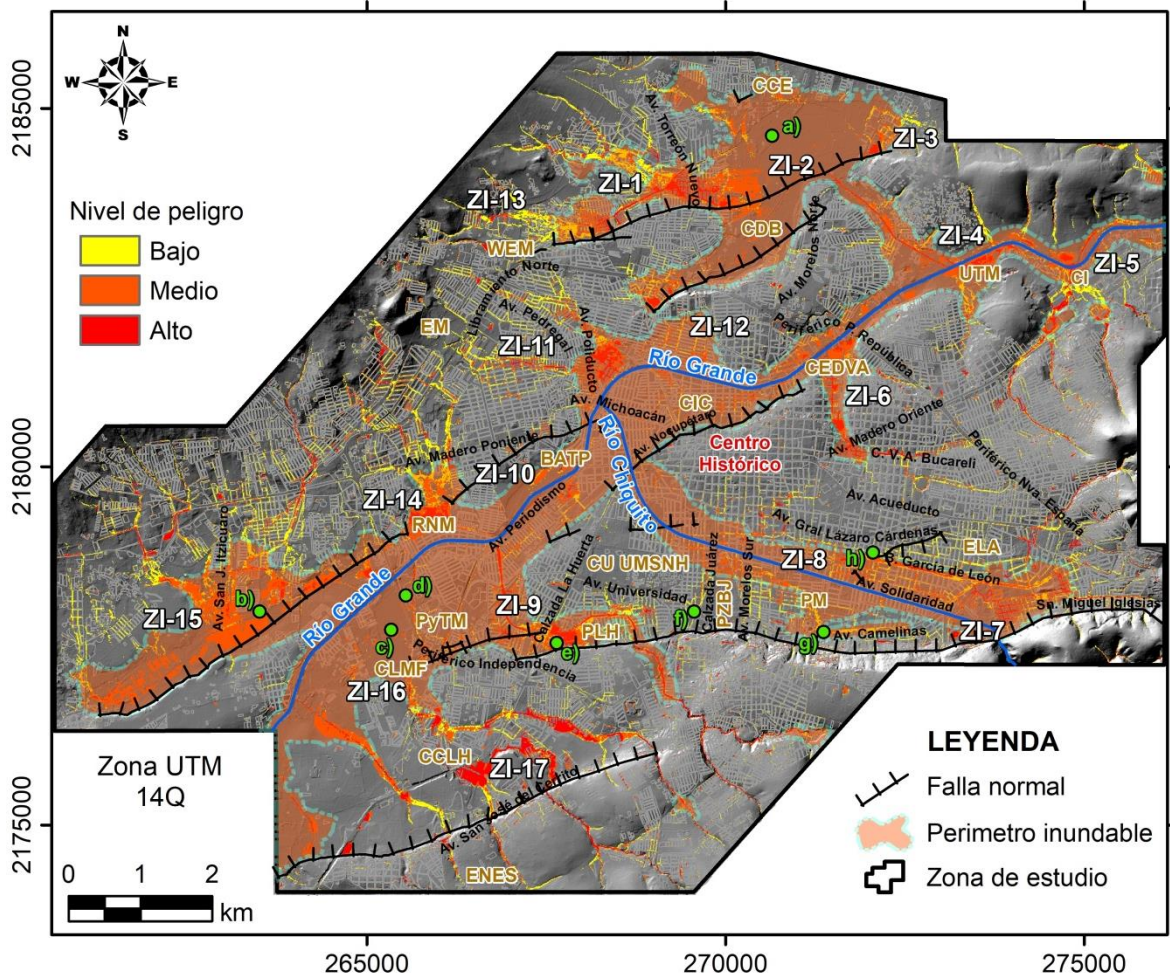 N
W E
S
2185000
2180000
2175000
265000
270000
275000
Nivel de peligro
Bajo
Medio
Alto
CCE
Av. Torreón Nuevo
a)
ZI-3
ZI-2
ZI-1
ZI-13
WEM
CDB
Av. Morelos Norte
ZI-4
UTM
ZI-5
CI
Libramiento Norte
EM
Av. Pedregal
ZI-11
Av. Poliducto
ZI-12
Periférico P. República
Río Grande
CEDVA
CIC
ZI-6
Av. Michoacán
Av. Nocupétaro
Av. Madero Poniente
BATP
ZI-10
Río Chiquito
Centro
Histórico
Av. Madero Oriente
C. V. A. Bucareli
Periférico Nva. España
Av. Acueducto
ZI-14
RNM
Av. Periodismo
Av. Gral Lázaro Cárdenas
h)
ELA
B. García de León
ZI-8
CU UMSNH
Av. San J. Itzícuaro
b)
ZI-15
Río Grande
d)
PyTM
c)
CLMF
ZI-9
Calzada La Huerta
Av. Universidad
f)
Calzada Juárez
PZBJ
Av. Morelos Sur
PM
Av. Solidaridad
Sn. Miguel Iglesias
ZI-7
g)
Av. Camelinas
PLH
e)
Periférico Independencia
ZI-16
CCLH
ZI-17
Av. San José del Cerrito
ENES
Zona UTM
14Q
0 1 2
km
LEYENDA
Falla normal
Perimetro inundable
Zona de estudio